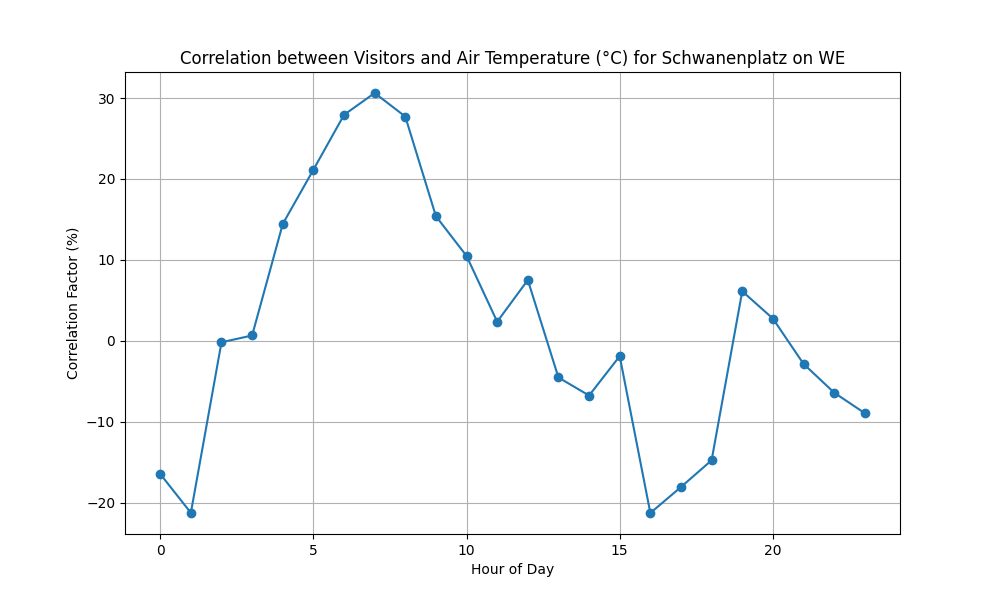 Correlation between Visitors and Air Temperature (°C) for Schwanenplatz on WE
Correlation Factor (%)
30
20
10
0
−10
−20
0 5 10 15 20
Hour of Day